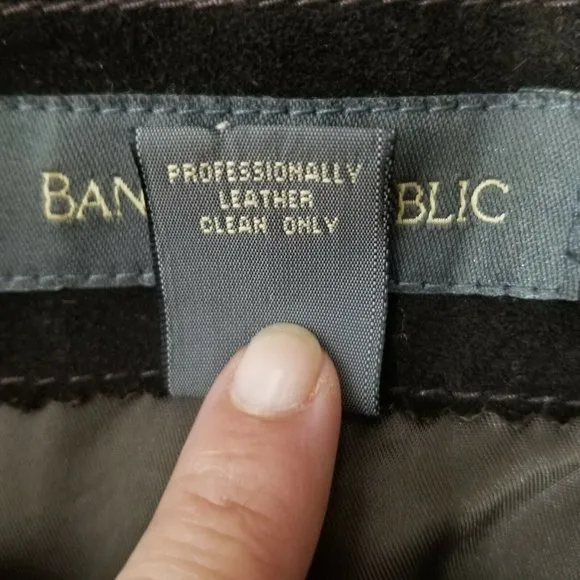 BAN BLIC
PROFESSIONALLY
LEATHER
CLEAN ONLY